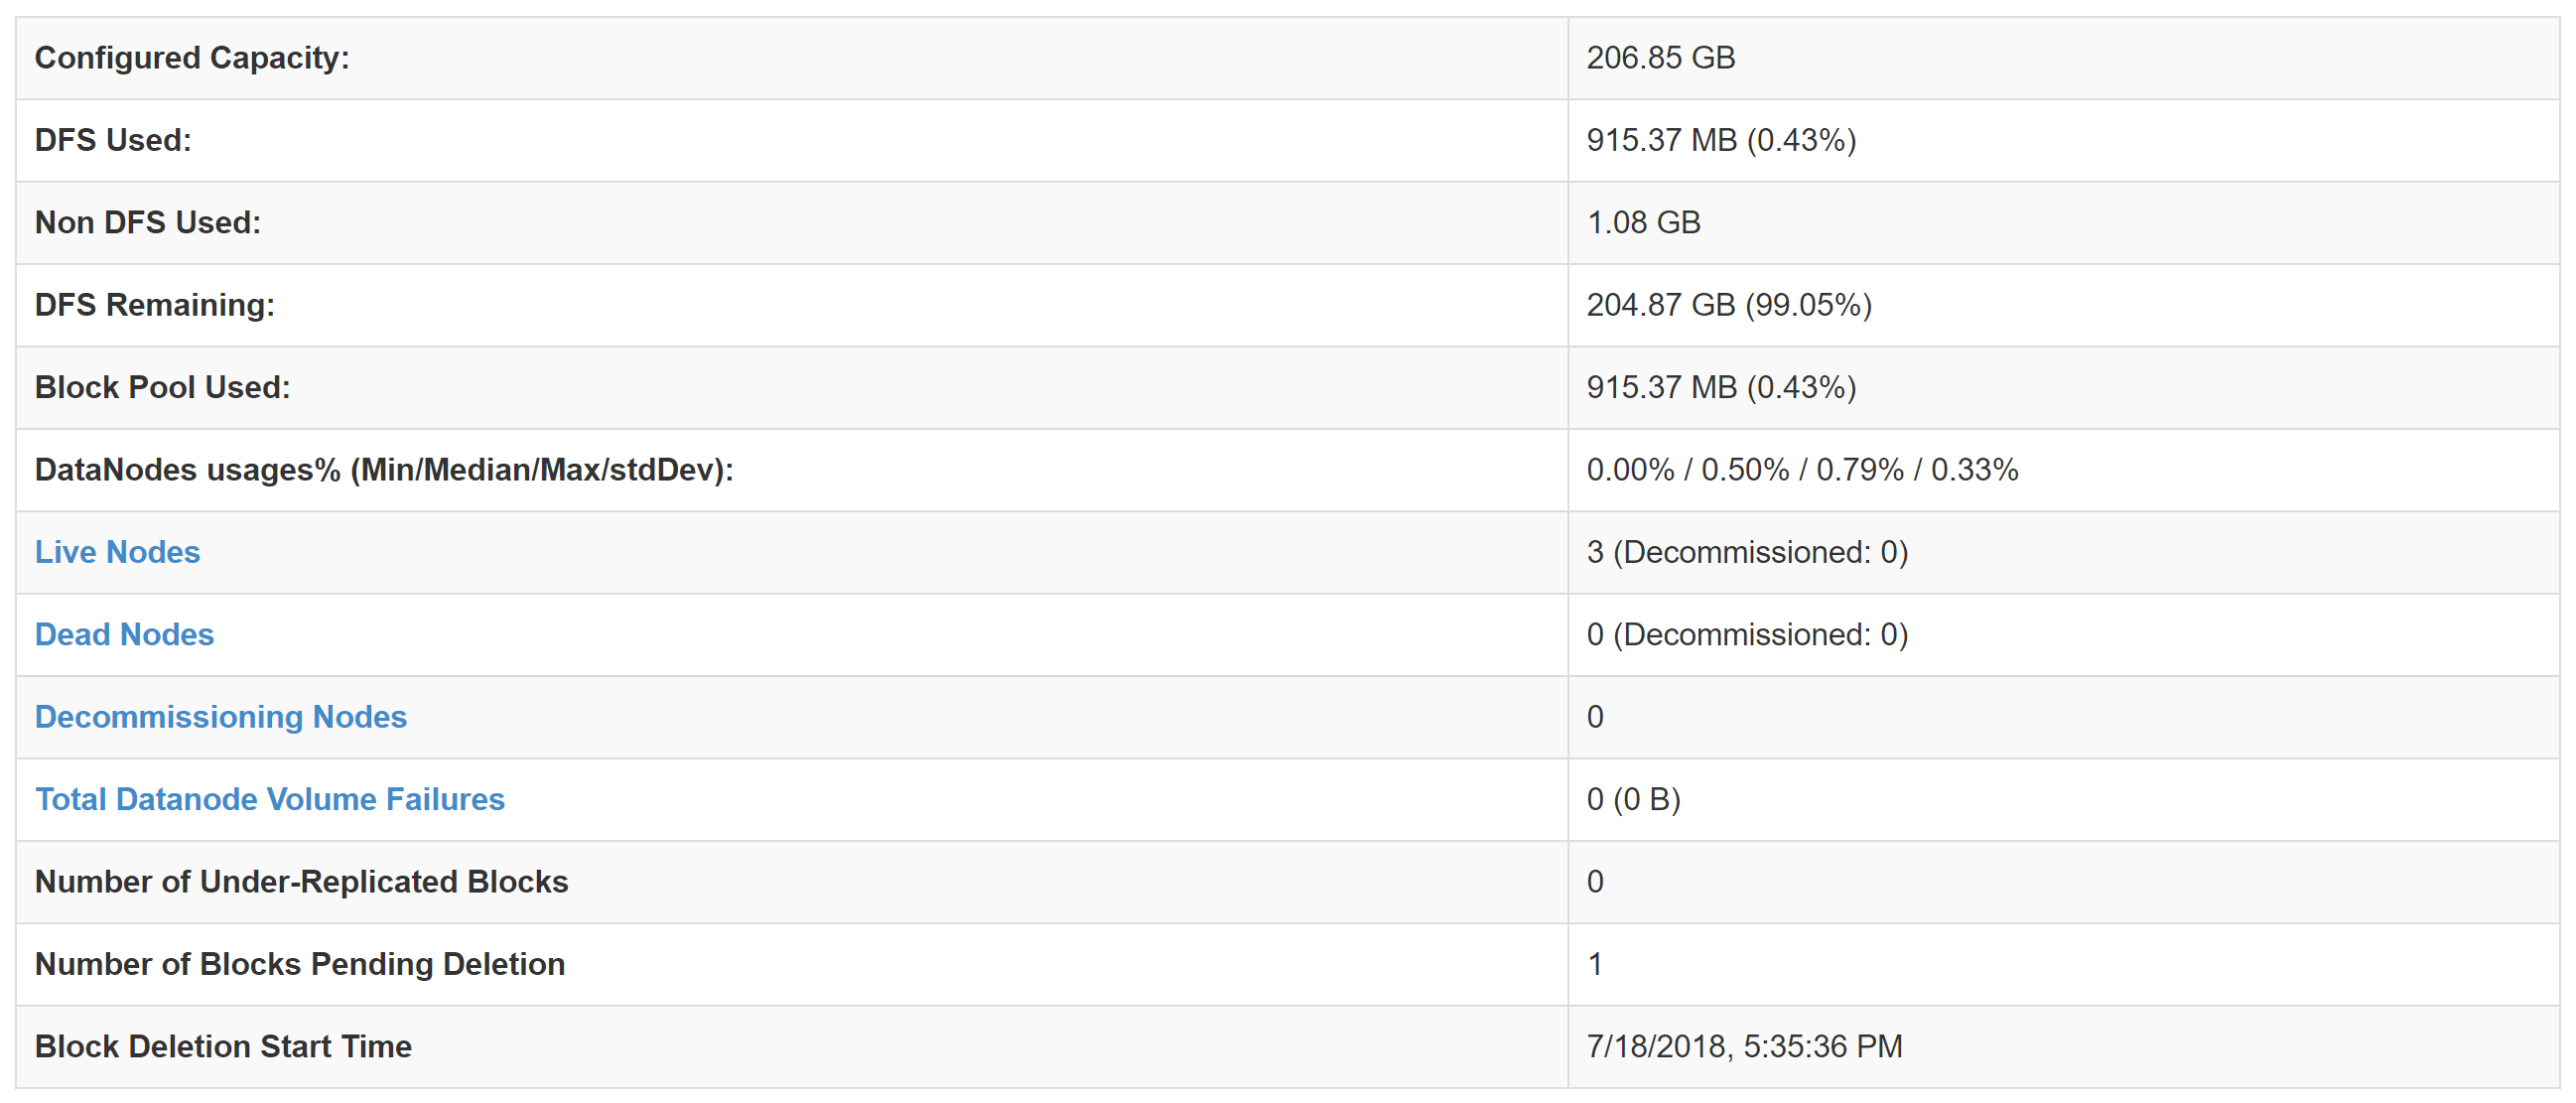 Configured Capacity: 206.85 GB
DFS Used: 915.37 MB (0.43%)
Non DFS Used: 1.08 GB
DFS Remaining: 204.87 GB (99.05%)
Block Pool Used: 915.37 MB (0.43%)
DataNodes usages% (Min/Median/Max/stdDev): 0.00% / 0.50% / 0.79% / 0.33%
Live Nodes 3 (Decommissioned: 0)
Dead Nodes 0 (Decommissioned: 0)
Decommissioning Nodes 0
Total Datanode Volume Failures 0 (0 B)
Number of Under-Replicated Blocks 0
Number of Blocks Pending Deletion 1
Block Deletion Start Time 7/18/2018, 5:35:36 PM